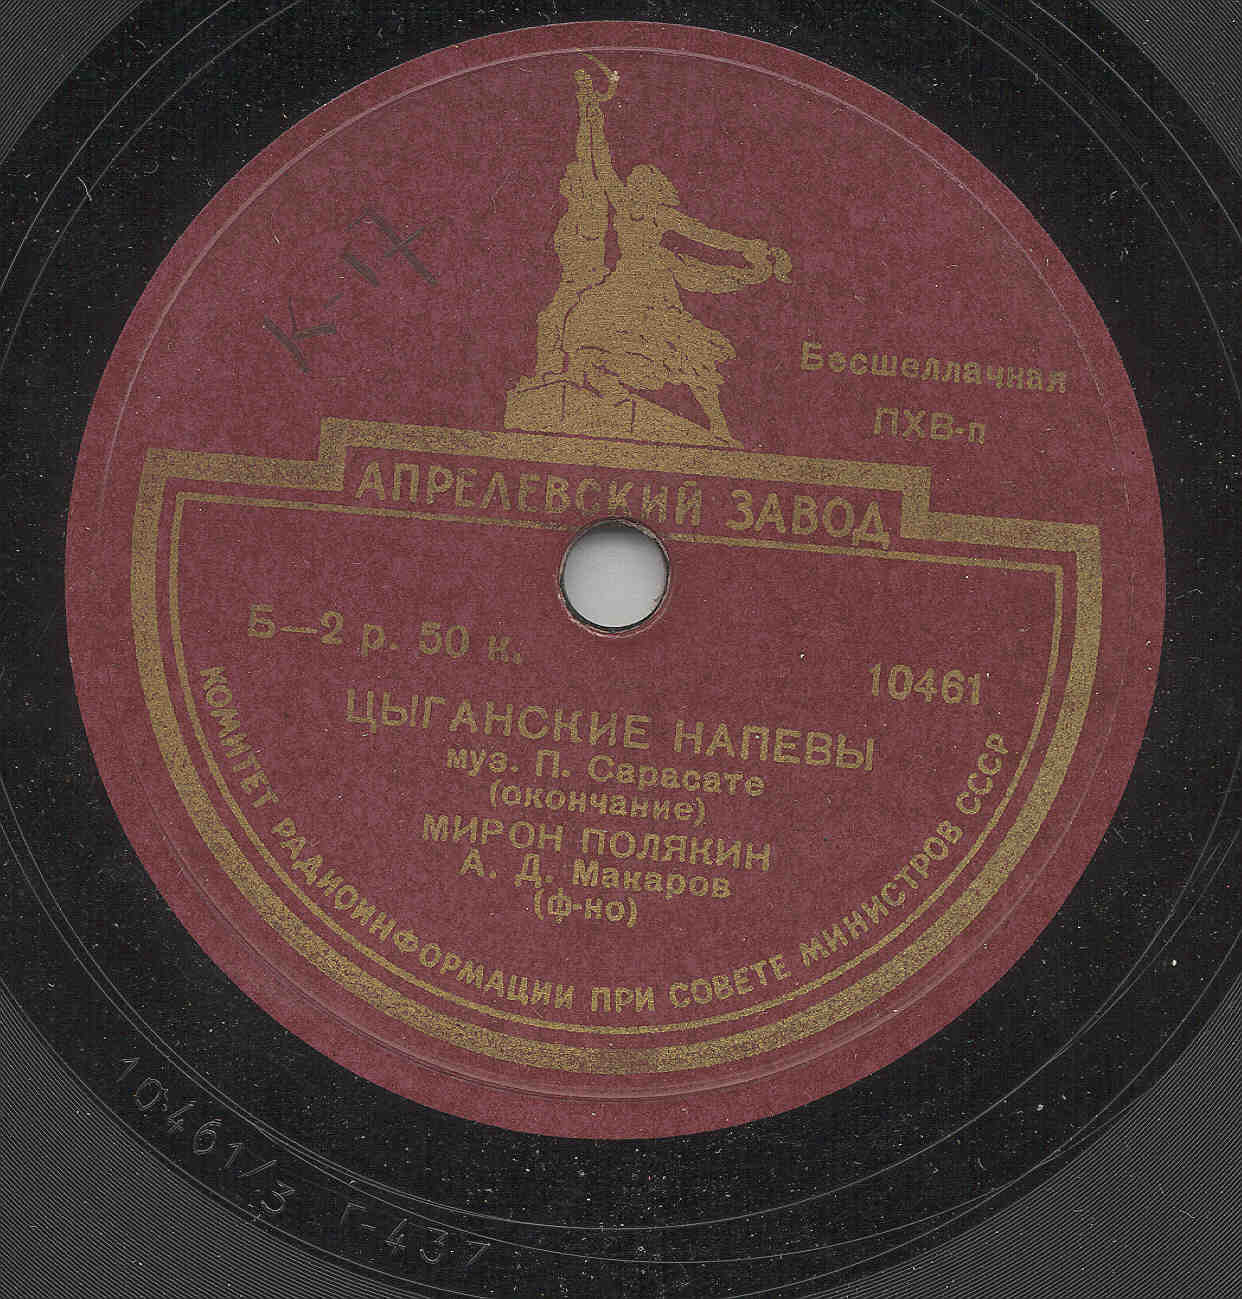 К-17
Бесшеллачная
ПХВ-п
АПРЕЛЕВСКИЙ ЗАВОД
Б—2 р. 50 к.
10461
ЦЫГАНСКИЕ НАПЕВЫ
муз. П. Сарасате
(окончание)
МИРОН ПОЛЯКИН
А. Д. Макаров
(ф-но)
КОМИТЕТ РАДИОИНФОРМАЦИИ ПРИ СОВЕТЕ МИНИСТРОВ СССР
10461/3 г-437